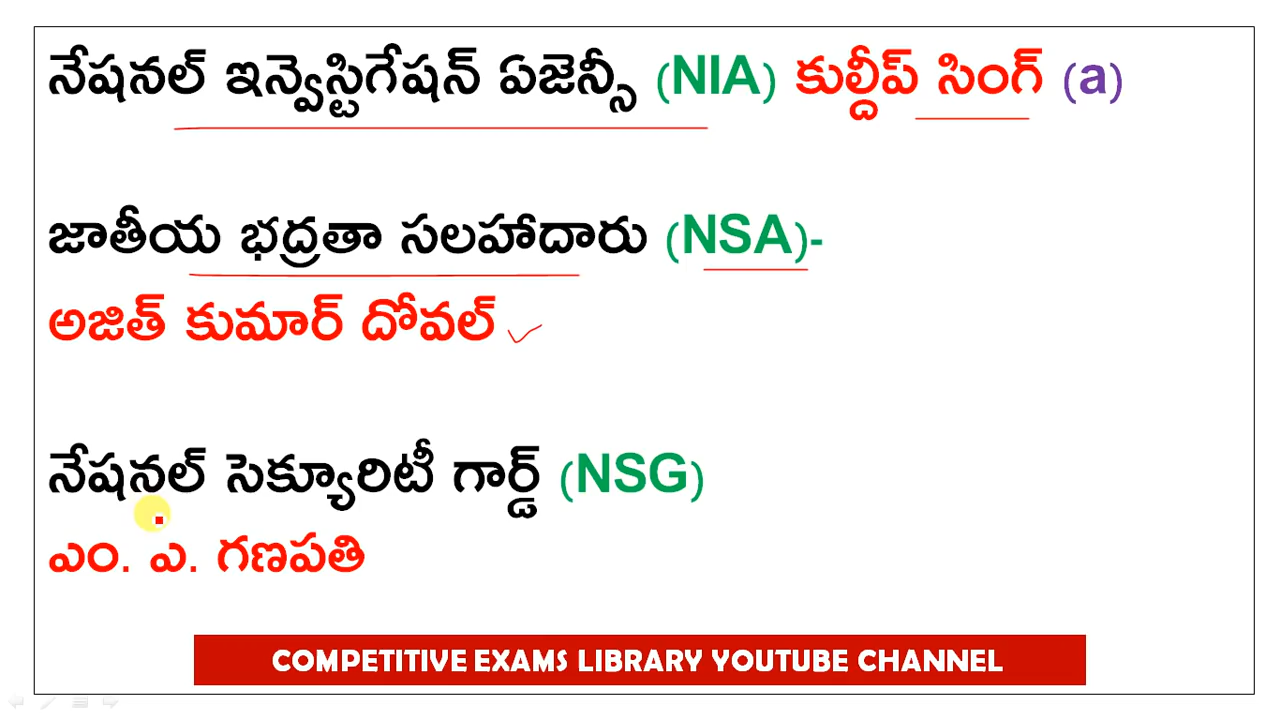 నేషనల్ ఇన్వెస్టిగేషన్ ఏజెన్సీ (NIA) కుల్దీప్ సింగ్ (a)
జాతీయ భద్రతా సలహాదారు (NSA)-
అజిత్ కుమార్ దోవల్
నేషనల్ సెక్యూరిటీ గార్డ్ (NSG)
ఎం. ఎ. గణపతి
COMPETITIVE EXAMS LIBRARY YOUTUBE CHANNEL